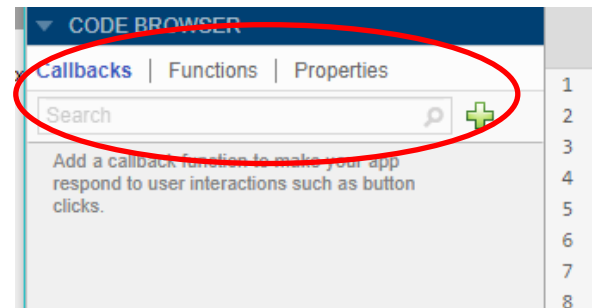 CODE BROWSER
Callbacks | Functions | Properties
Search
Add a callback function to make your app
respond to user interactions such as button
clicks.
1
2
3
4
5
6
7
8